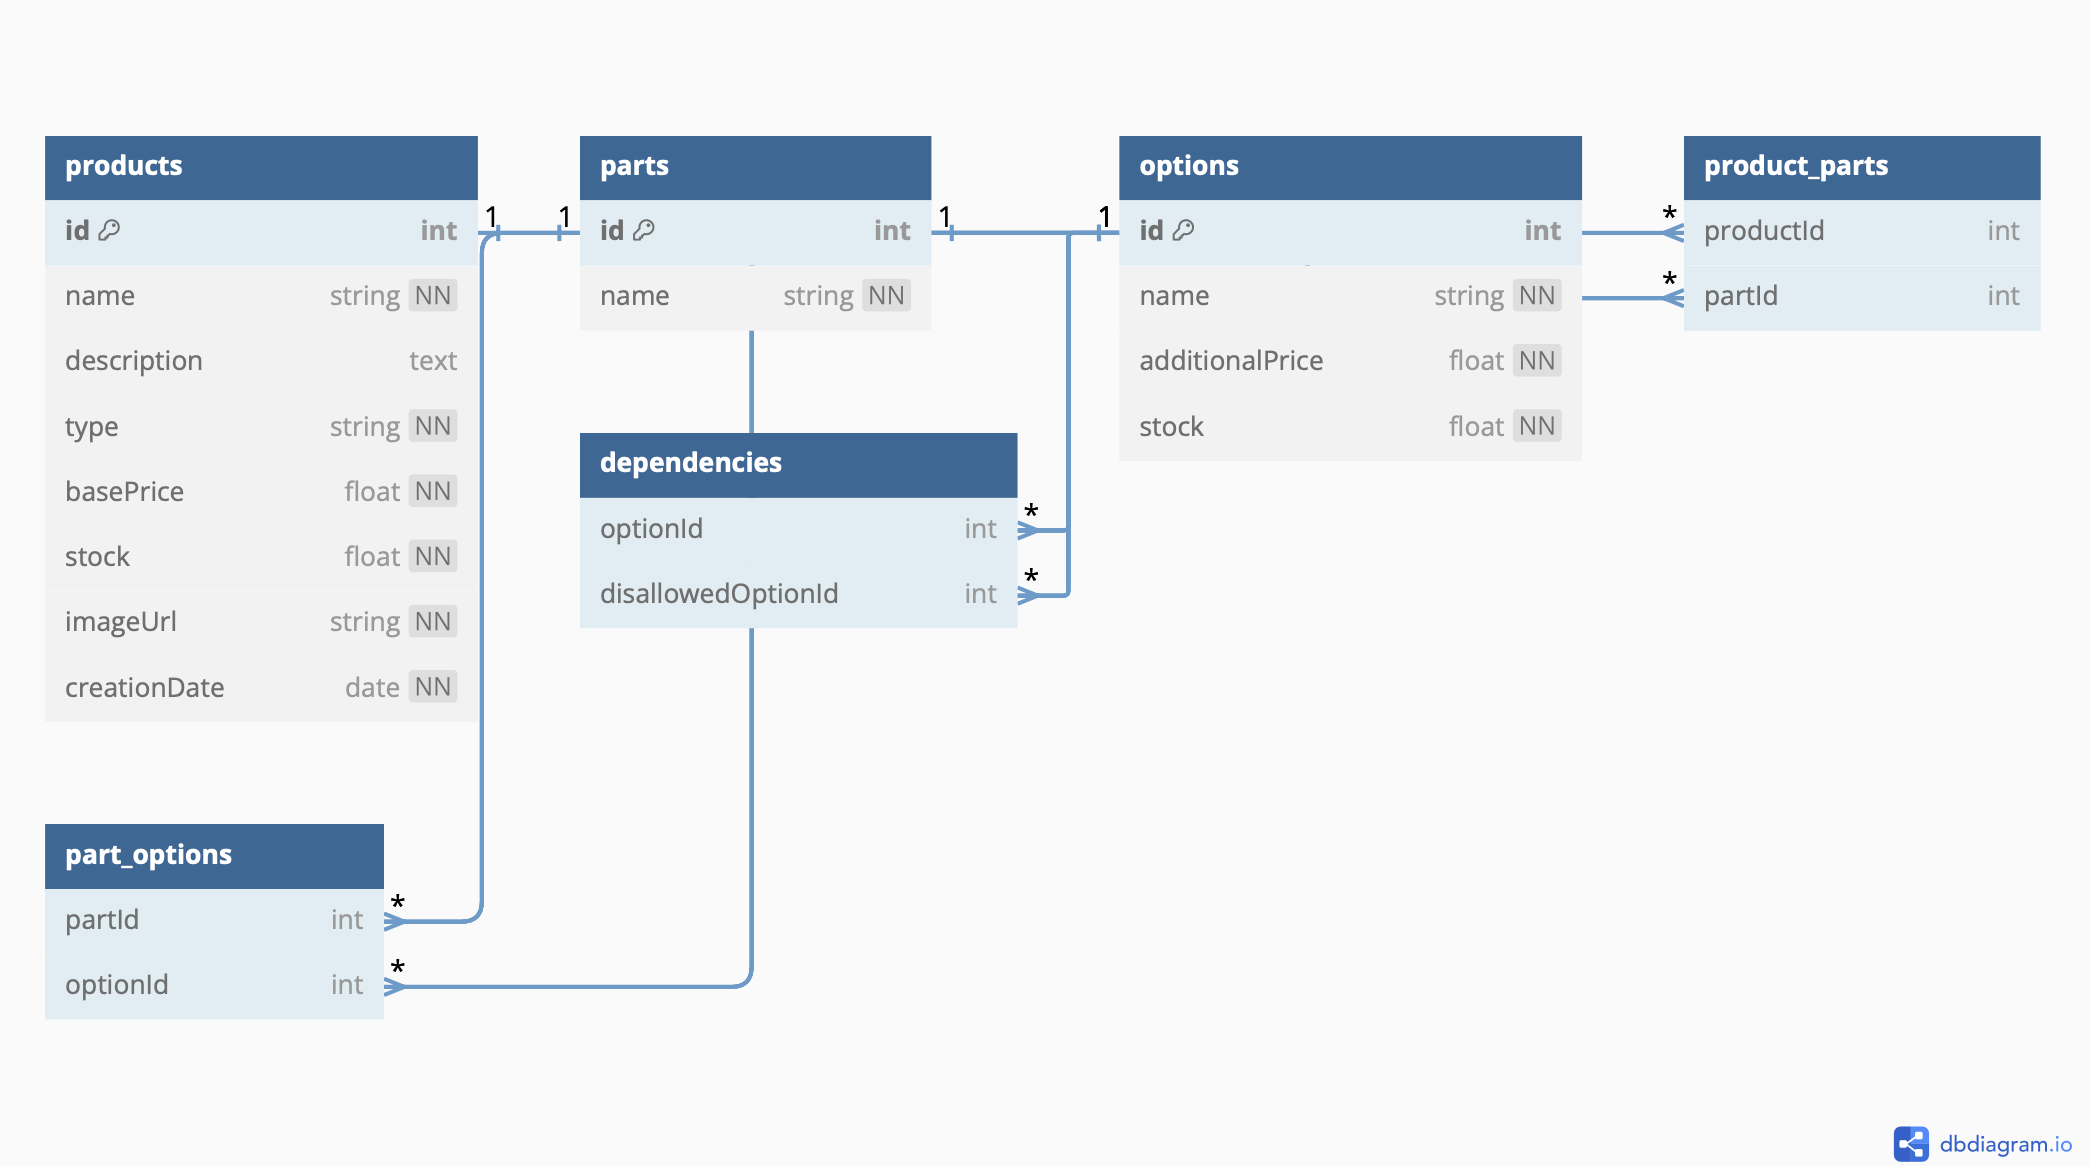 products
id int
name string NN
description text
type string NN
basePrice float NN
stock float NN
imageUrl string NN
creationDate date NN
1
1
parts
id int
name string NN
1
1
options
id int
name string NN
additionalPrice float NN
stock float NN
*
*
product_parts
productId int
partId int
dependencies
optionId int
disallowedOptionId int
*
*
part_options
partId int
optionId int
*
*
dbdiagram.io